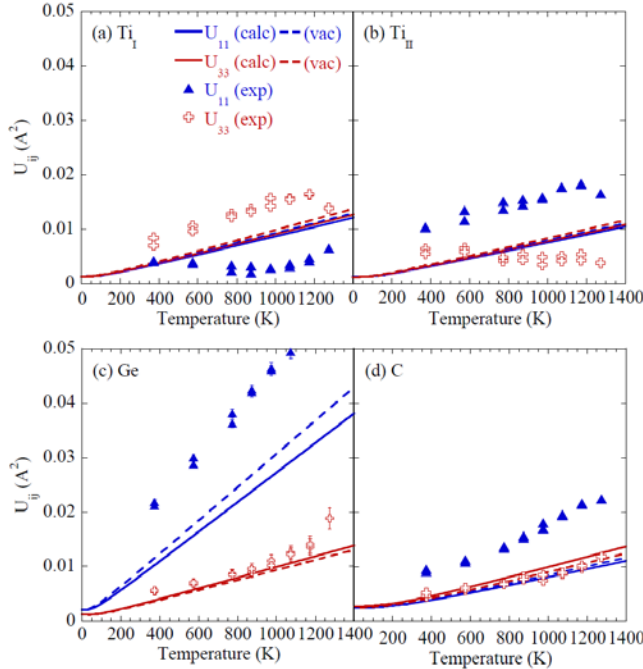 0.05
0.04
0.03
0.02
0.01
0
U_ij (A^2)
(a) Ti_I
U_11 (calc) (vac)
U_33 (calc) (vac)
U_11 (exp)
U_33 (exp)
0 200 400 600 800 1000 1200
Temperature (K)
(b) Ti_II
0 200 400 600 800 1000 1200 1400
Temperature (K)
0.05
0.04
0.03
0.02
0.01
0
U_ij (A^2)
(c) Ge
0 200 400 600 800 1000 1200 1400
Temperature (K)
(d) C
200 400 600 800 1000 1200 1400
Temperature (K)